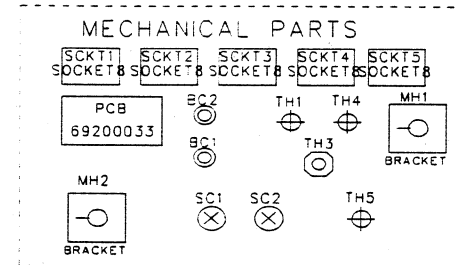 MECHANICAL PARTS
SCKT1 SCKT2 SCKT3 SCKT4 SCKT5
SOCKET8 SOCKET8 SOCKET8 SOCKET8 SOCKET8
PCB
69200033
BC2 TH1 TH4 MH1
BC1 TH3
BRACKET
MH2 SC1 SC2 TH5
BRACKET